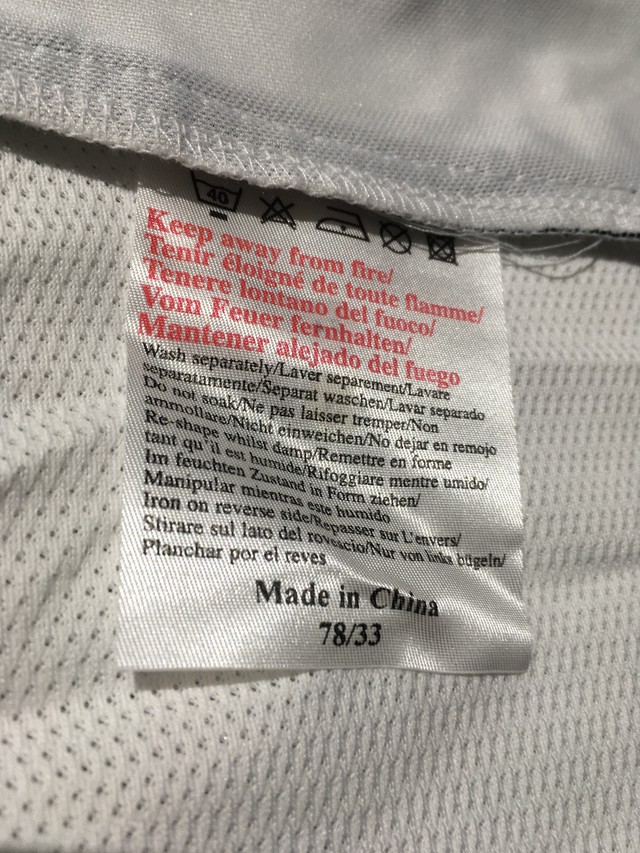 40
Keep away from fire/
Tenir éloigné de toute flamme/
Tenere lontano del fuoco/
Vom Feuer fernhalten/
Mantener alejado del fuego
Wash separately/Laver separement/Lavare
separatamente/Separat waschen/Lavar separado
Do not soak/Ne pas laisser tremper/Non
ammollare/Nicht einweichen/No dejar en remojo
Re-shape whilst damp/Remettre en forme
tant qu'il est humide/Rifoggiare mentre umido/
Im feuchten Zustand in Form ziehen/
Manipular mientras este humido
Iron on reverse side/Repasser sur L'envers/
Stirare sul lato del rovescio/Nur von links bügeln/
Planchar por el reves
Made in China
78/33